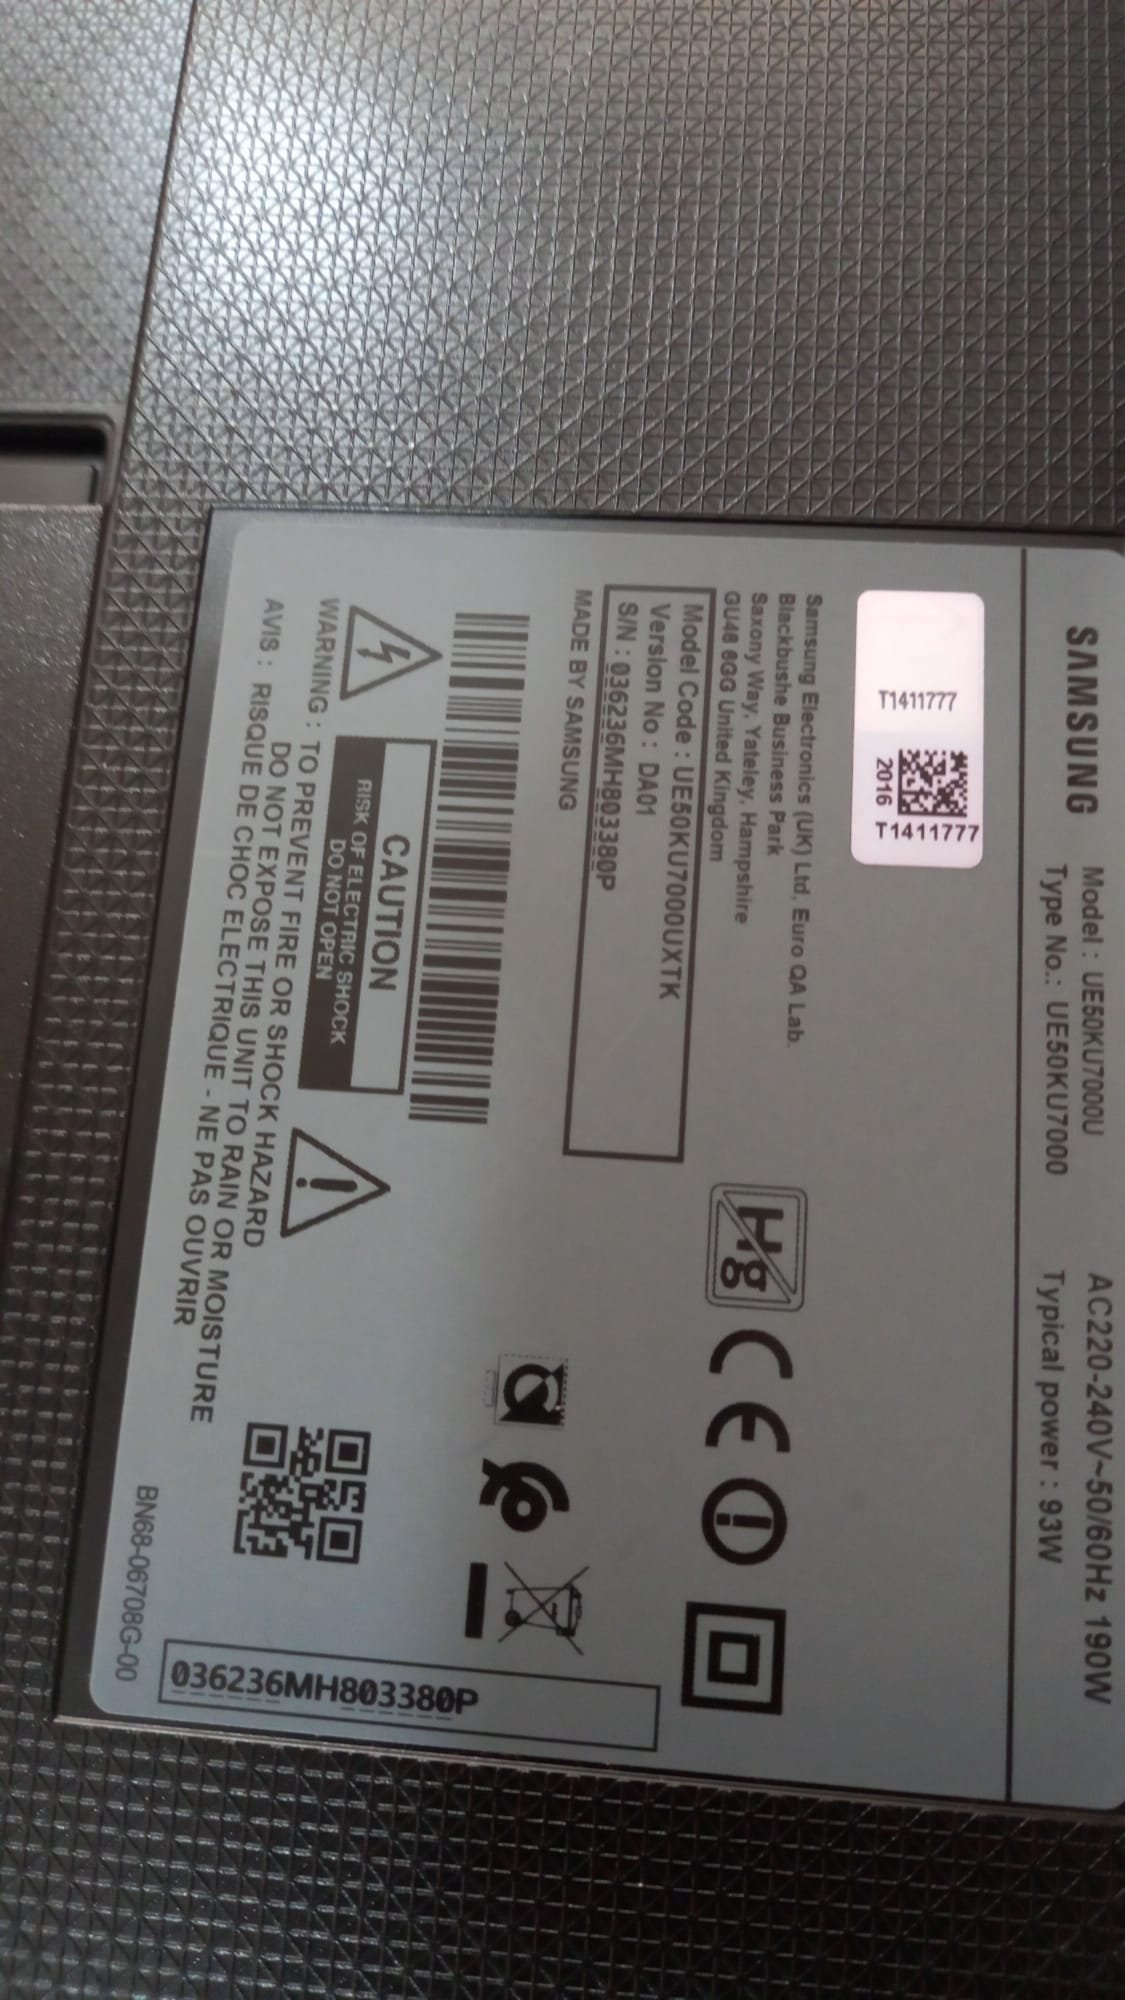 SAMSUNG
Model : UE50KU7000U
Type No.: UE50KU7000
AC220-240V~50/60Hz 190W
Typical power : 93W
T1411777
2016
T1411777
Samsung Electronics (UK) Ltd, Euro QA Lab.
Blackbushe Business Park
Saxony Way, Yateley, Hampshire
GU46 6GG United Kingdom
Model Code : UE50KU7000UXTK
Version No : DA01
S/N : 036236MH803380P
MADE BY SAMSUNG
Hg
CE
CAUTION
RISK OF ELECTRIC SHOCK
DO NOT OPEN
WARNING : TO PREVENT FIRE OR SHOCK HAZARD
DO NOT EXPOSE THIS UNIT TO RAIN OR MOISTURE
AVIS : RISQUE DE CHOC ELECTRIQUE - NE PAS OUVRIR
BN68-06708G-00
036236MH803380P